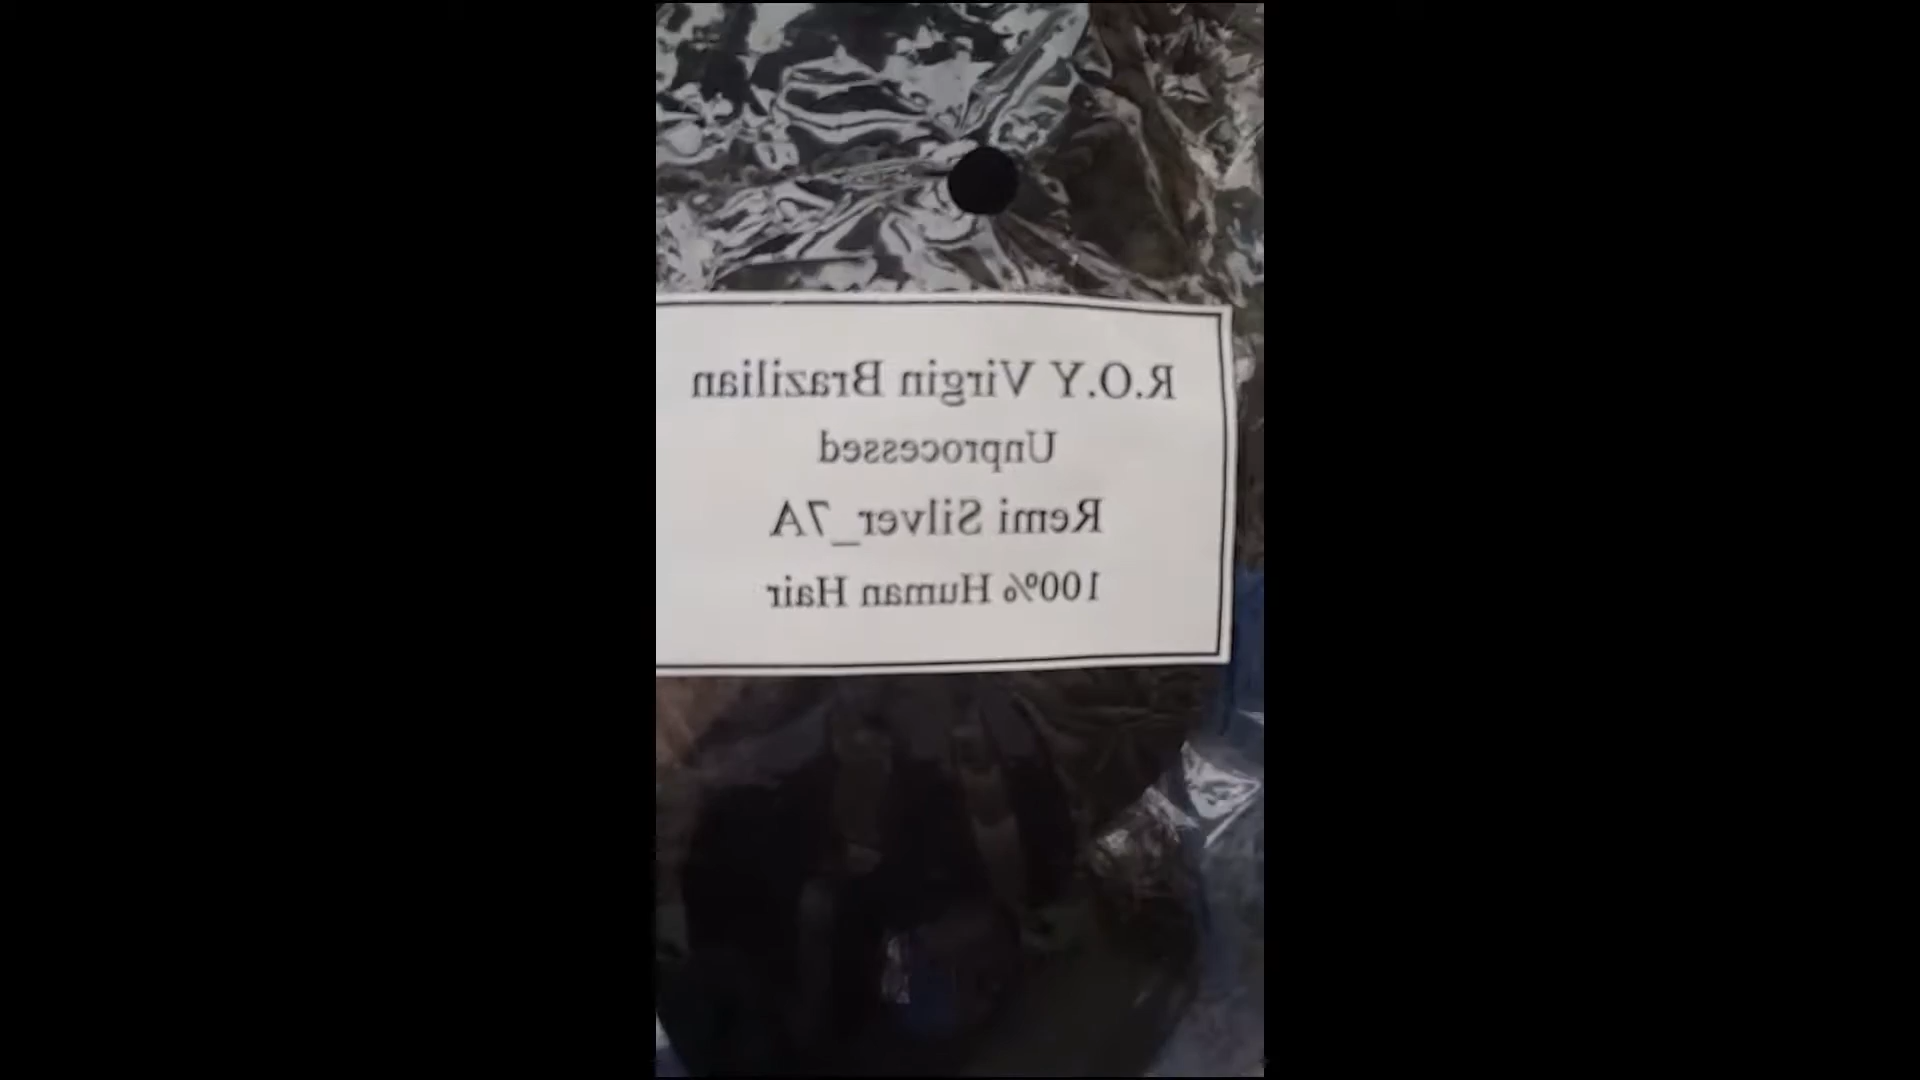 R.O.Y Virgin Brazilian
Unprocessed
Remi Silver_7A
100% Human Hair